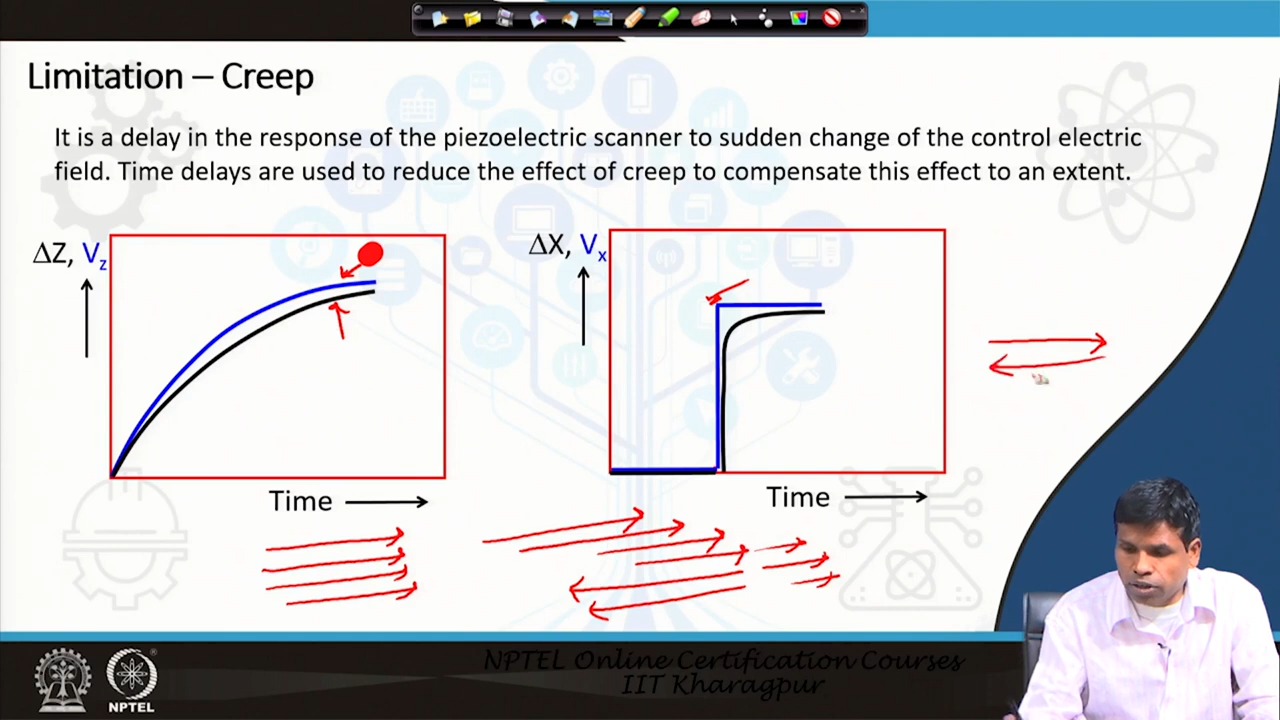 Limitation – Creep
It is a delay in the response of the piezoelectric scanner to sudden change of the control electric
field. Time delays are used to reduce the effect of creep to compensate this effect to an extent.
ΔZ, Vz
Time
ΔX, Vx
Time
NPTEL Online Certification Courses
IIT Kharagpur
NPTEL
®